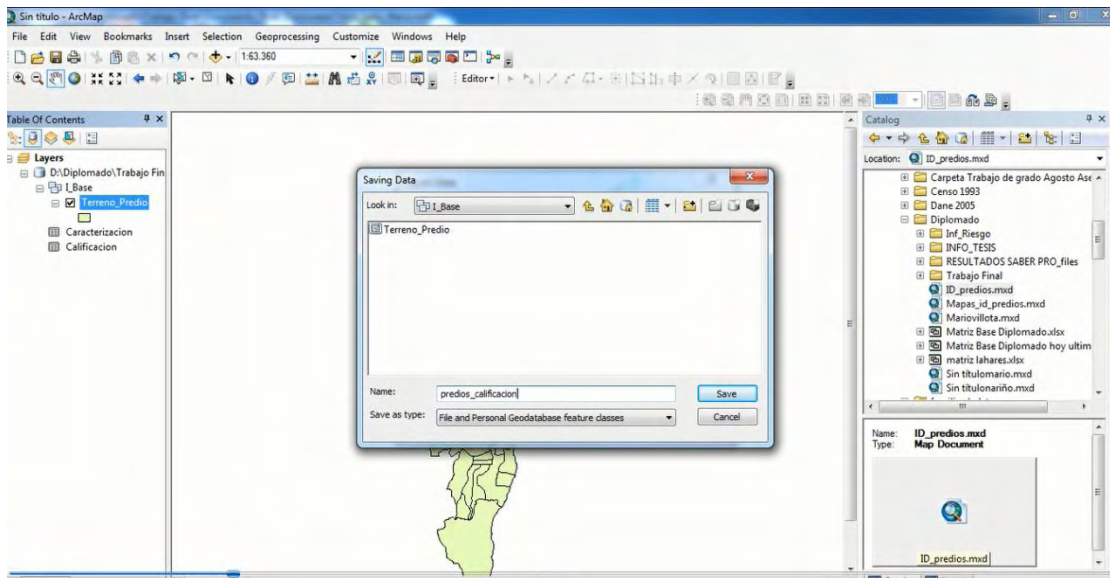 Sin título - ArcMap
File Edit View Bookmarks Insert Selection Geoprocessing Customize Windows Help
1:63.360
Editor
Table Of Contents
Layers
D:\Diplomado\Trabajo Fin
I_Base
Terreno_Predio
Caracterizacion
Calificacion
Saving Data
Look in: I_Base
Terreno_Predio
Name: predios_calificacion
Save
Save as type: File and Personal Geodatabase feature classes
Cancel
Catalog
Location: ID_predios.mxd
Carpeta Trabajo de grado Agosto Ase
Censo 1993
Dane 2005
Diplomado
Inf_Riesgo
INFO_TESIS
RESULTADOS SABER PRO_files
Trabajo Final
ID_predios.mxd
Mapas_id_predios.mxd
Mariovillota.mxd
Matriz Base Diplomado.xlsx
Matriz Base Diplomado hoy ultim
matriz lahares.xlsx
Sin títulomario.mxd
Sin títulonariño.mxd
Name: ID_predios.mxd
Type: Map Document
ID_predios.mxd